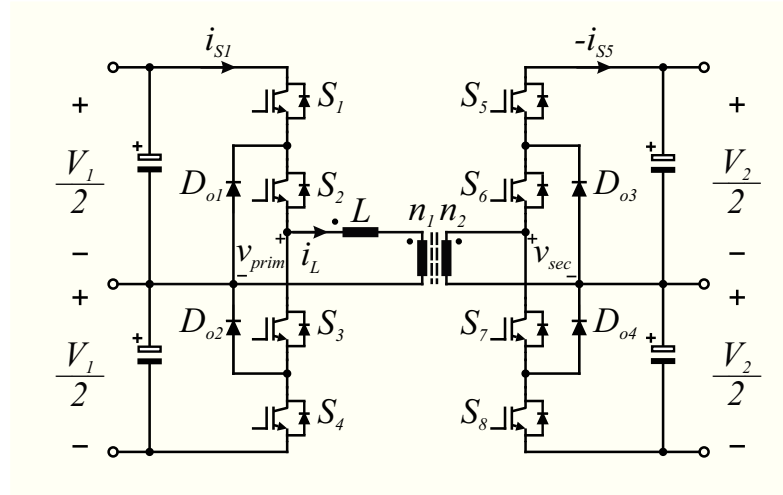 i_S1 -i_S5
+ S_1 S_5 +
V_1/2 + D_o1 S_2 S_6 D_o3 + V_2/2
− L n_1 n_2 −
+ v_prim − i_L + v_sec − +
V_1/2 + D_o2 S_3 S_7 D_o4 + V_2/2
− S_4 S_8 −